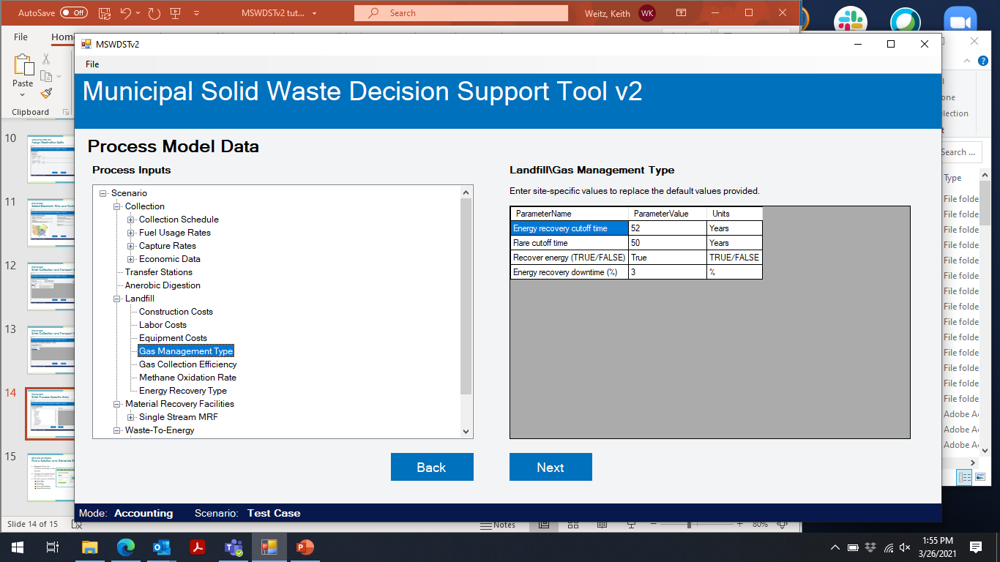 AutoSave Off
MSWDSTv2 tut...
Search
Weitz, Keith WK
File Home
MSWDSTv2
File
Municipal Solid Waste Decision Support Tool v2
Paste
Clipboard
Process Model Data
Process Inputs
Scenario
Collection
Collection Schedule
Fuel Usage Rates
Capture Rates
Economic Data
Transfer Stations
Anerobic Digestion
Landfill
Construction Costs
Labor Costs
Equipment Costs
Gas Management Type
Gas Collection Efficiency
Methane Oxidation Rate
Energy Recovery Type
Material Recovery Facilities
Single Stream MRF
Waste-To-Energy
Landfill\Gas Management Type
Enter site-specific values to replace the default values provided.
ParameterName ParameterValue Units
Energy recovery cutoff time 52 Years
Flare cutoff time 50 Years
Recover energy (TRUE/FALSE) True TRUE/FALSE
Energy recovery downtime (%) 3 %
Back Next
Mode: Accounting Scenario: Test Case
10
11
12
13
14
15
Search ...
Type
File folde
File folde
File folde
File folde
File folde
File folde
File folde
File folde
File folde
File folde
File folde
File folde
File folde
File folde
Adobe A
Adobe A
Adobe A
Slide 14 of 15
Notes
80%
1:55 PM
3/26/2021